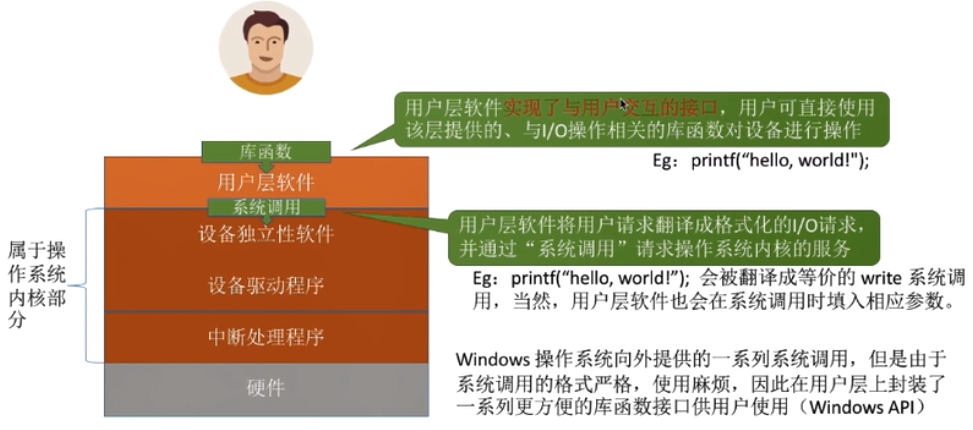 用户层软件实现了与用户交互的接口，用户可直接使用
该层提供的、与I/O操作相关的库函数对设备进行操作
Eg：printf(“hello, world!");
库函数
用户层软件
系统调用
设备独立性软件
设备驱动程序
中断处理程序
硬件
属于操
作系统
内核部
分
用户层软件将用户请求翻译成格式化的I/O请求，
并通过“系统调用”请求操作系统内核的服务
Eg：printf(“hello, world!”); 会被翻译成等价的 write 系统调
用，当然，用户层软件也会在系统调用时填入相应参数。
Windows 操作系统向外提供的一系列系统调用，但是由于
系统调用的格式严格，使用麻烦，因此在用户层上封装了
一系列更方便的库函数接口供用户使用（Windows API）